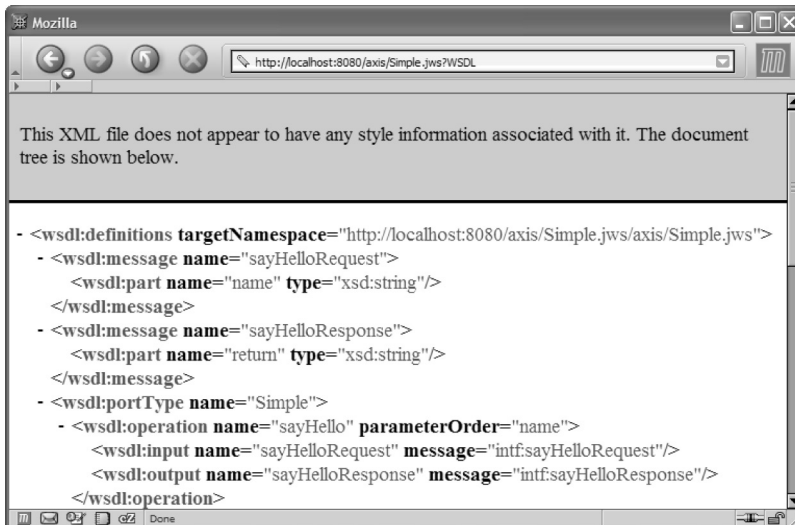 Mozilla
http://localhost:8080/axis/Simple.jws?WSDL
This XML file does not appear to have any style information associated with it. The document
tree is shown below.
- <wsdl:definitions targetNamespace="http://localhost:8080/axis/Simple.jws/axis/Simple.jws">
- <wsdl:message name="sayHelloRequest">
<wsdl:part name="name" type="xsd:string"/>
</wsdl:message>
- <wsdl:message name="sayHelloResponse">
<wsdl:part name="return" type="xsd:string"/>
</wsdl:message>
- <wsdl:portType name="Simple">
- <wsdl:operation name="sayHello" parameterOrder="name">
<wsdl:input name="sayHelloRequest" message="intf:sayHelloRequest"/>
<wsdl:output name="sayHelloResponse" message="intf:sayHelloResponse"/>
</wsdl:operation>
Done